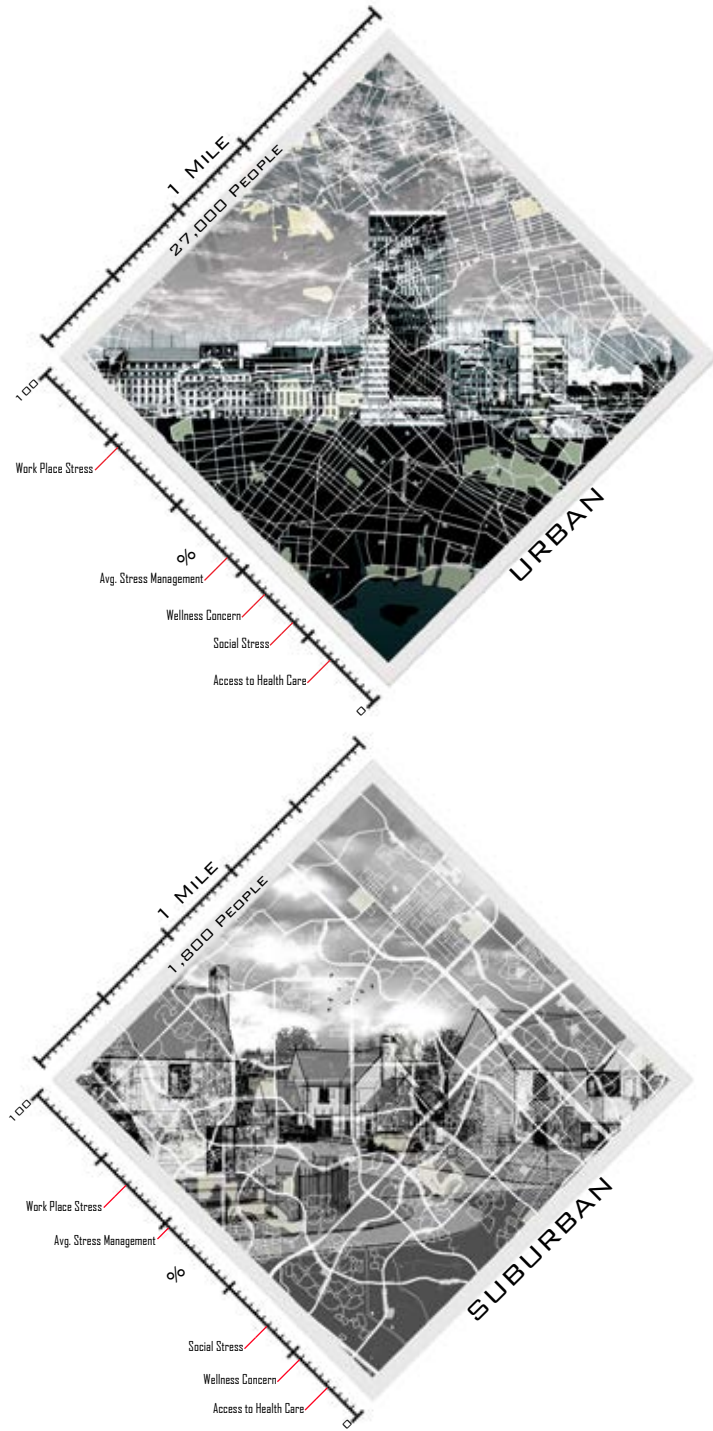 1 MILE
27,000 PEOPLE
100
Work Place Stress
%
Avg. Stress Management
Wellness Concern
Social Stress
Access to Health Care
0
URBAN
1 MILE
1,800 PEOPLE
100
Work Place Stress
Avg. Stress Management
%
Social Stress
Wellness Concern
Access to Health Care
0
SUBURBAN